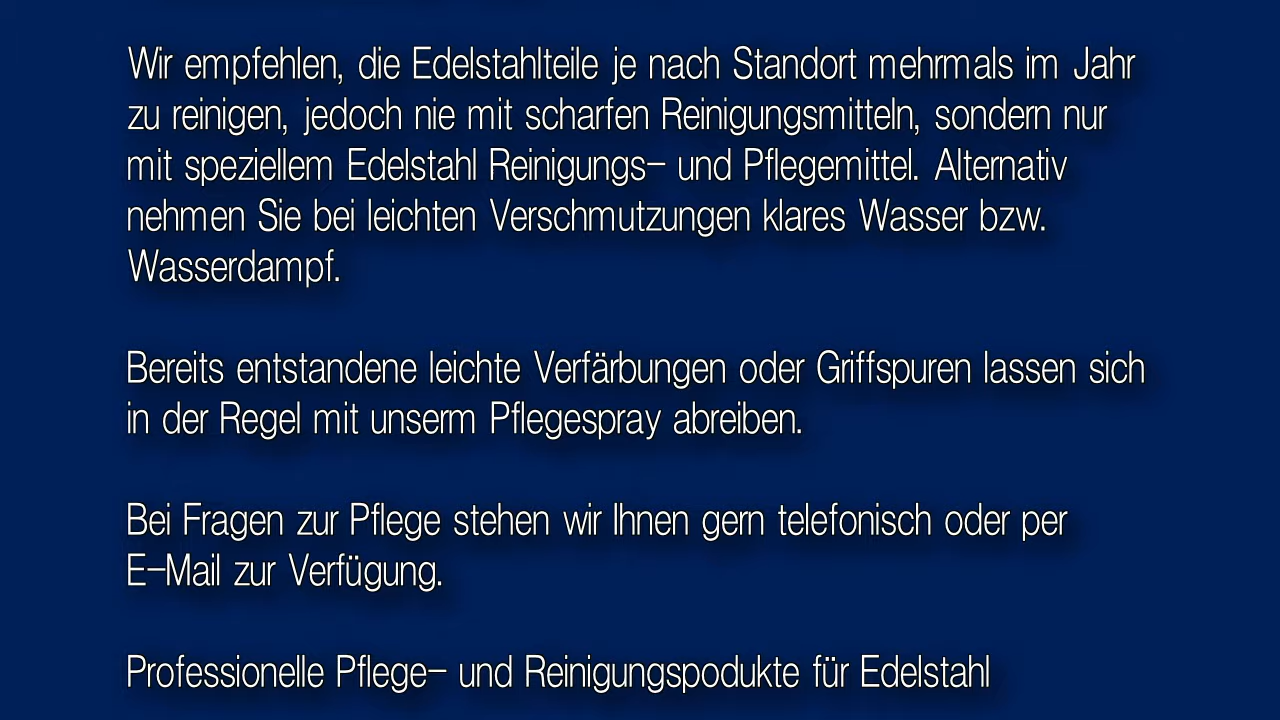 Wir empfehlen, die Edelstahlteile je nach Standort mehrmals im Jahr
zu reinigen, jedoch nie mit scharfen Reinigungsmitteln, sondern nur
mit speziellem Edelstahl Reinigungs- und Pflegemittel. Alternativ
nehmen Sie bei leichten Verschmutzungen klares Wasser bzw.
Wasserdampf.
Bereits entstandene leichte Verfärbungen oder Griffspuren lassen sich
in der Regel mit unserm Pflegespray abreiben.
Bei Fragen zur Pflege stehen wir Ihnen gern telefonisch oder per
E-Mail zur Verfügung.
Professionelle Pflege- und Reinigungspodukte für Edelstahl